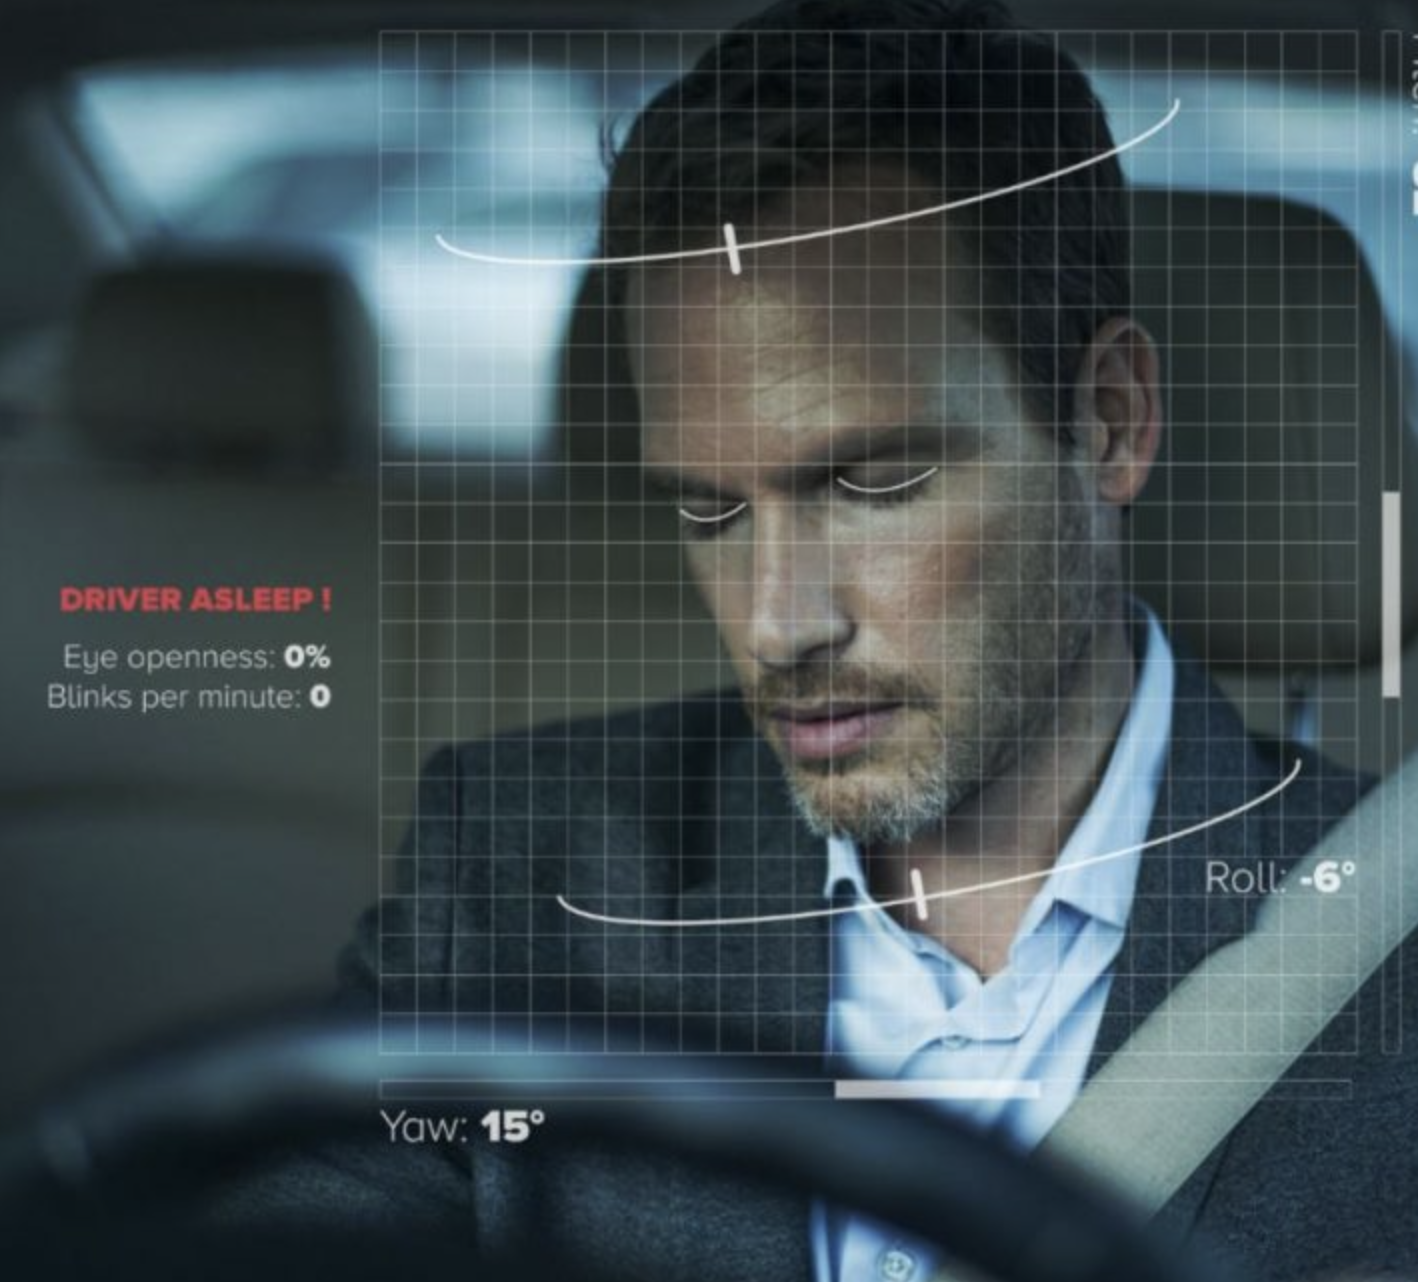 DRIVER ASLEEP !
Eye openness: 0%
Blinks per minute: 0
Roll: -6°
Yaw: 15°